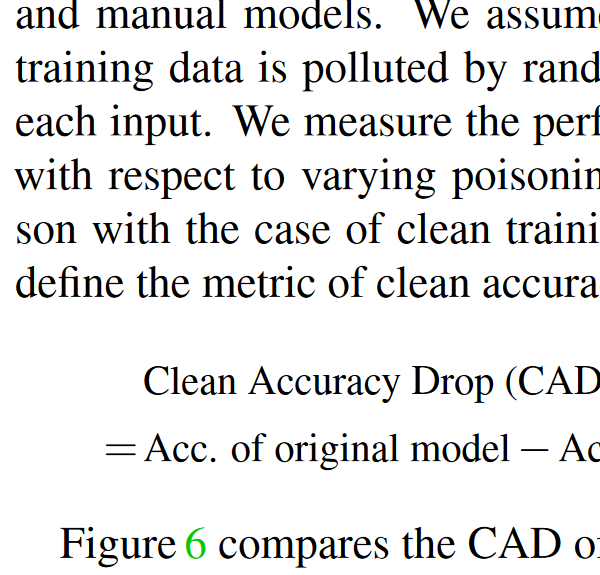 and manual models. We assum
training data is polluted by rand
each input. We measure the perf
with respect to varying poisonin
son with the case of clean traini
define the metric of clean accura
Clean Accuracy Drop (CAD
= Acc. of original model − Ac
Figure 6 compares the CAD of